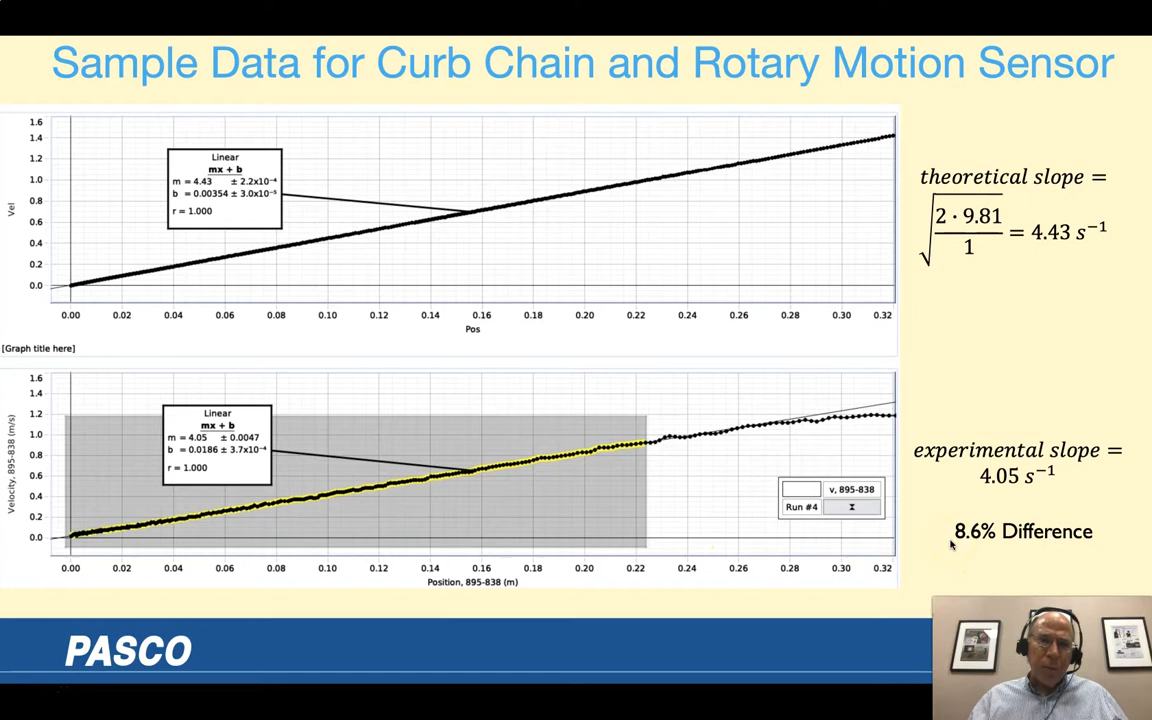 Sample Data for Curb Chain and Rotary Motion Sensor
1.6
1.4
1.2
1.0
0.8
0.6
0.4
0.2
0.0
Vel
Linear
mx + b
m = 4.43 ± 2.2x10⁻⁴
b = 0.00354 ± 3.0x10⁻⁵
r = 1.000
0.00 0.02 0.04 0.06 0.08 0.10 0.12 0.14 0.16 0.18 0.20 0.22 0.24 0.26 0.28 0.30 0.32
Pos
[Graph title here]
theoretical slope =
√(2 · 9.81 / 1) = 4.43 s⁻¹
1.6
1.4
1.2
1.0
0.8
0.6
0.4
0.2
0.0
Velocity, 895-838 (m/s)
Linear
mx + b
m = 4.05 ± 0.0047
b = 0.0186 ± 3.7x10⁻⁴
r = 1.000
v, 895-838
Run #4
0.00 0.02 0.04 0.06 0.08 0.10 0.12 0.14 0.16 0.18 0.20 0.22 0.24 0.26 0.28 0.30 0.32
Position, 895-838 (m)
experimental slope =
4.05 s⁻¹
8.6% Difference
PASCO